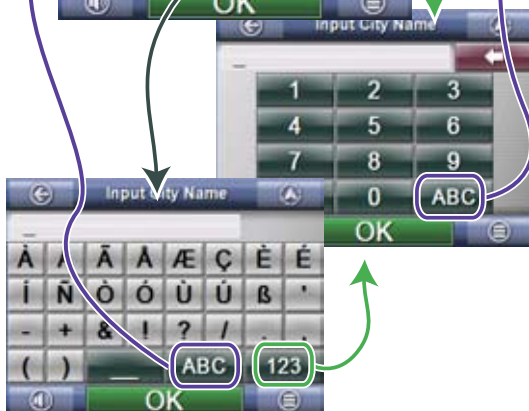 OK
Input City Name
_
1 2 3
4 5 6
7 8 9
0 ABC
OK
Input City Name
_
À Ã Å Æ Ç È É
Í Ñ Ò Ó Ù Ú ß '
- + & ! ? / . ,
( ) _ ABC 123
OK